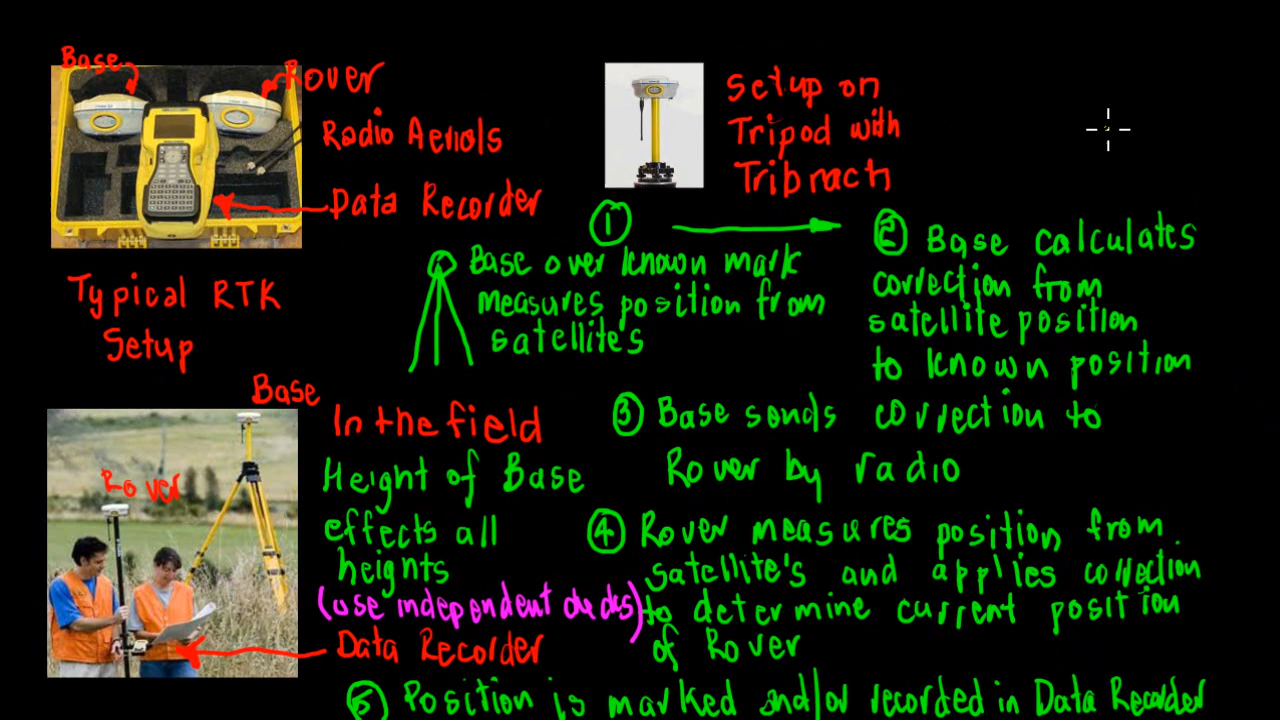 Base
Rover
Radio Aerials
Data Recorder
Typical RTK
Setup
Setup on
Tripod with
Tribrach
① Base over known mark
measures position from
satellites
② Base calculates
correction from
satellite position
to known position
③ Base sends correction to
Rover by radio
Base
Rover
In the field
Height of Base
effects all
heights
(use independent checks)
Data Recorder
④ Rover measures position from
satellite's and applies correction
to determine current position
of Rover
⑤ Position is marked and/or recorded in Data Recorder